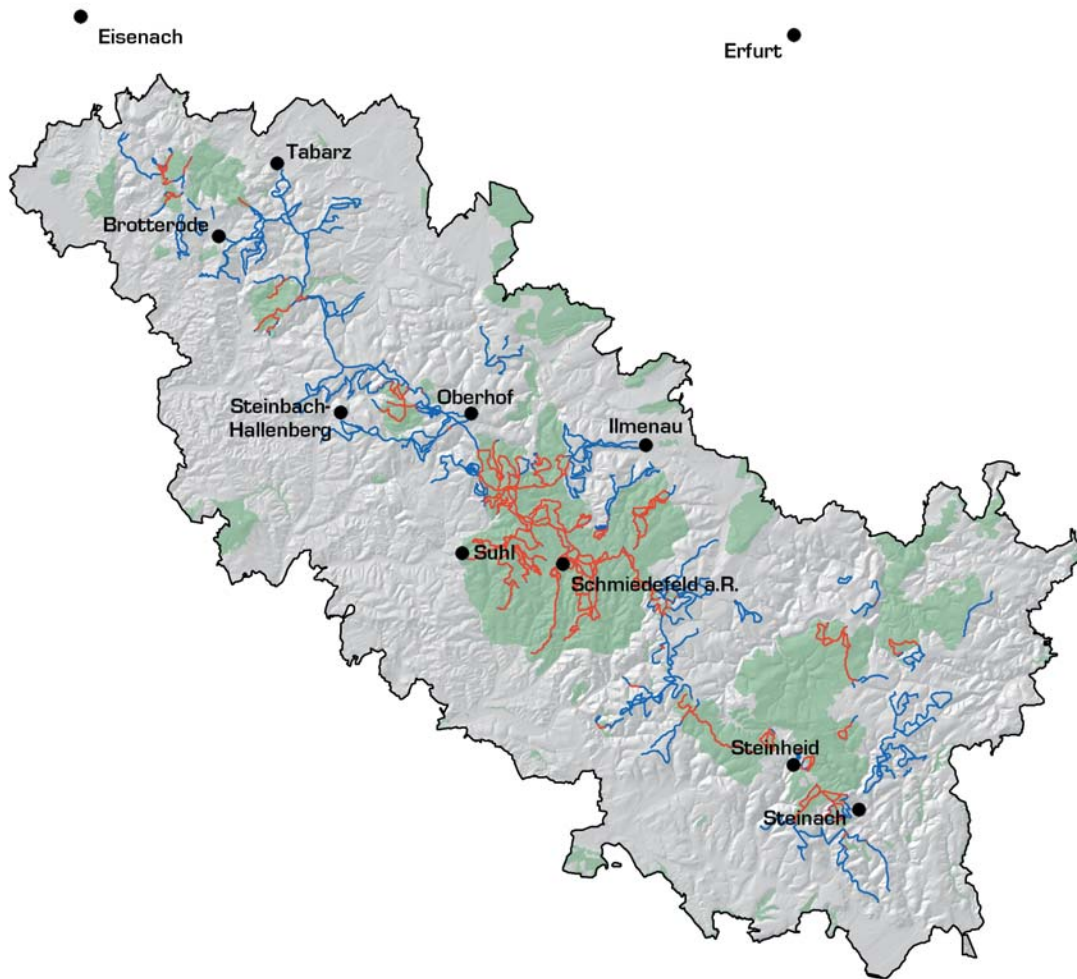 Eisenach
Erfurt
Tabarz
Brotterode
Oberhof
Steinbach-
Hallenberg
Ilmenau
Suhl
Schmiedefeld a.R.
Steinheid
Steinach